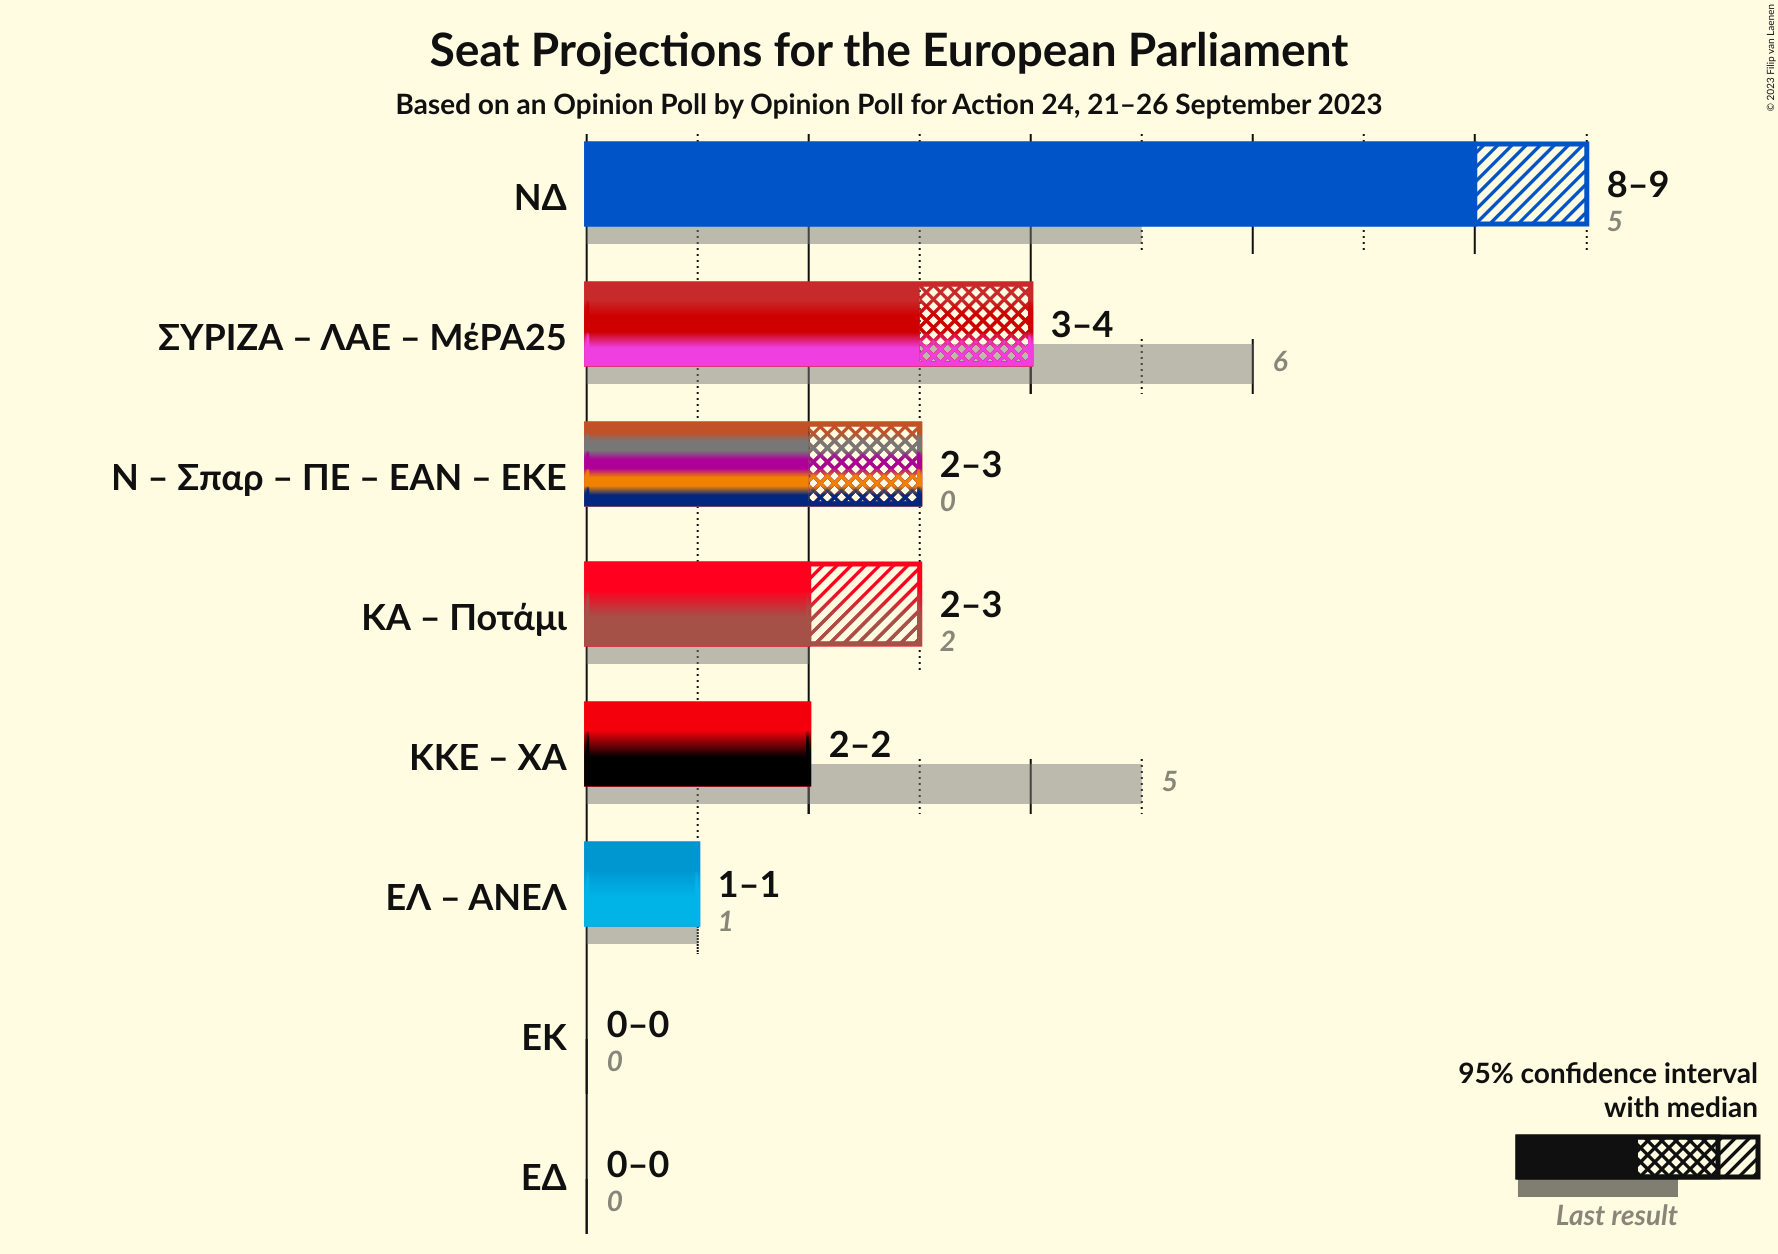 Seat Projections for the European Parliament
Based on an Opinion Poll by Opinion Poll for Action 24, 21–26 September 2023
© 2023 Filip van Laenen
ΝΔ
8–9
5
ΣΥΡΙΖΑ – ΛΑΕ – ΜέΡΑ25
3–4
6
Ν – Σπαρ – ΠΕ – ΕΑΝ – ΕΚΕ
2–3
0
ΚΑ – Ποτάμι
2–3
2
ΚΚΕ – ΧΑ
2–2
5
ΕΛ – ΑΝΕΛ
1–1
1
ΕΚ
0–0
0
ΕΔ
0–0
0
95% confidence interval
with median
Last result